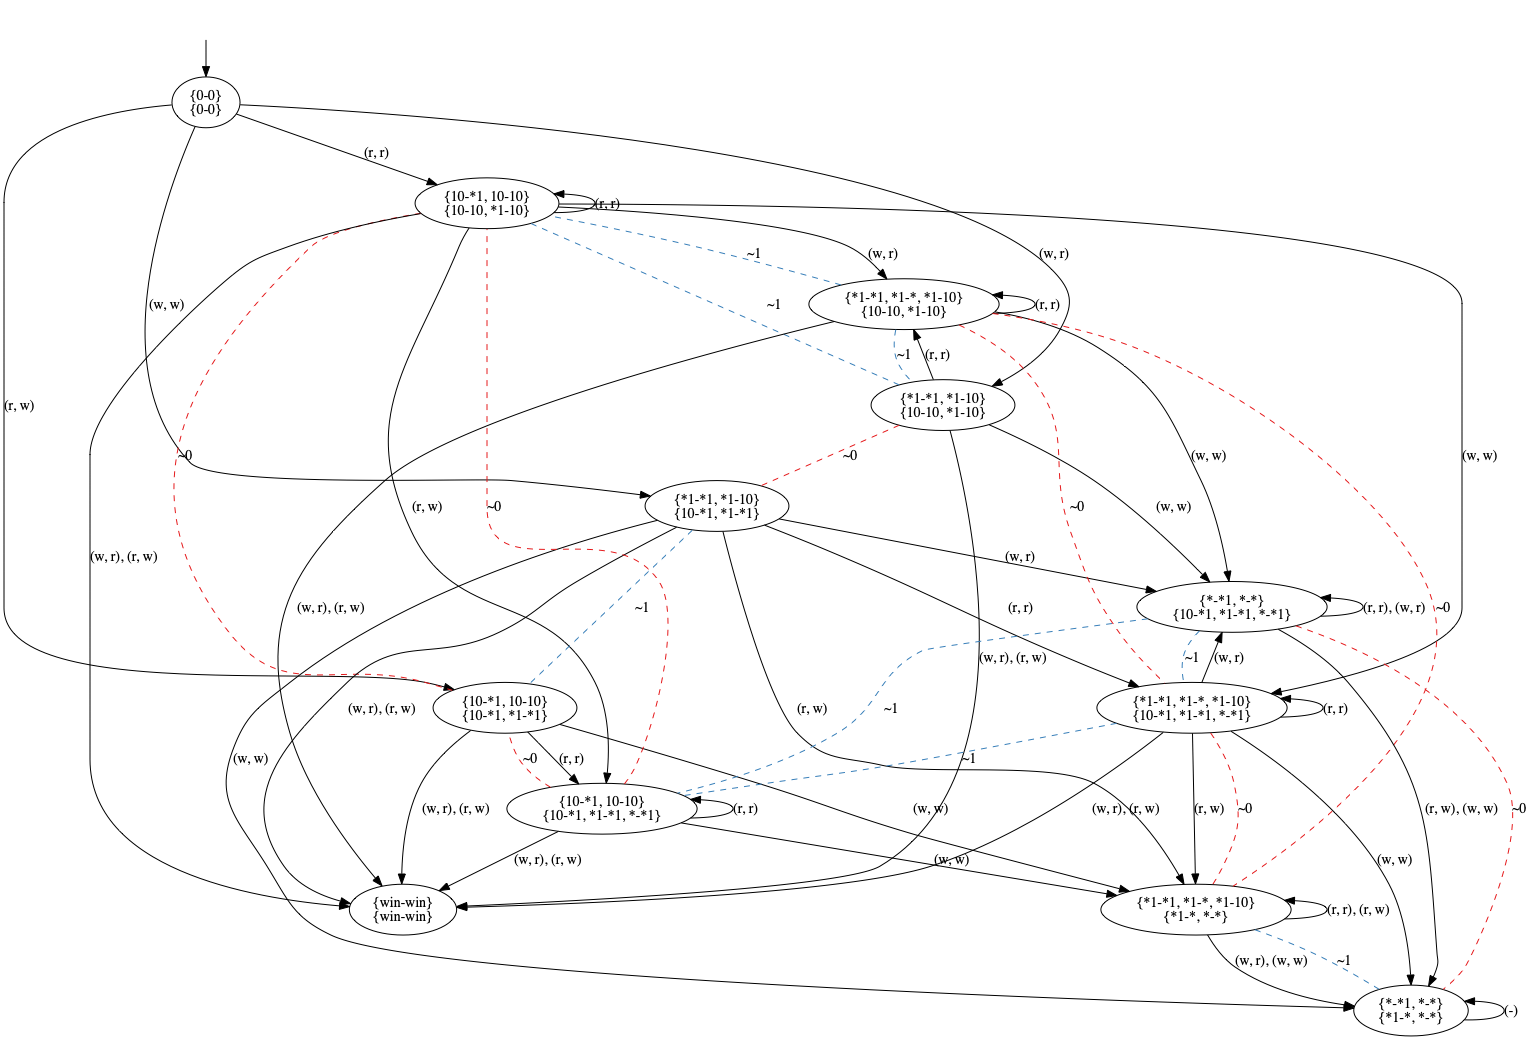 {0-0}
{0-0}
(r, r)
{10-*1, 10-10}
{10-10, *1-10}
(r, r)
~1
(w, r)
(w, r)
(w, w)
~1
{*1-*1, *1-*, *1-10}
{10-10, *1-10}
(r, r)
~1
(r, r)
(r, w)
{*1-*1, *1-10}
{10-10, *1-10}
~0
~0
(w, w)
(w, w)
{*1-*1, *1-10}
{10-*1, *1-*1}
(r, w)
~0
~0
(w, w)
(w, r), (r, w)
(w, r)
(w, r), (r, w)
~1
(r, r)
{*-*1, *-*}
{10-*1, *1-*1, *-*1}
(r, r), (w, r)
~0
(w, r), (r, w)
~1
(w, r)
{10-*1, 10-10}
{10-*1, *1-*1}
(w, r), (r, w)
(r, w)
~1
{*1-*1, *1-*, *1-10}
{10-*1, *1-*1, *-*1}
(r, r)
(w, w)
~0
(r, r)
~1
{10-*1, 10-10}
{10-*1, *1-*1, *-*1}
(r, r)
(w, r), (r, w)
(w, w)
(w, r), (r, w)
(r, w)
~0
(r, w), (w, w)
~0
(w, r), (r, w)
(w, w)
(w, w)
{win-win}
{win-win}
{*1-*1, *1-*, *1-10}
{*1-*, *-*}
(r, r), (r, w)
(w, r), (w, w)
~1
{*-*1, *-*}
{*1-*, *-*}
(-)